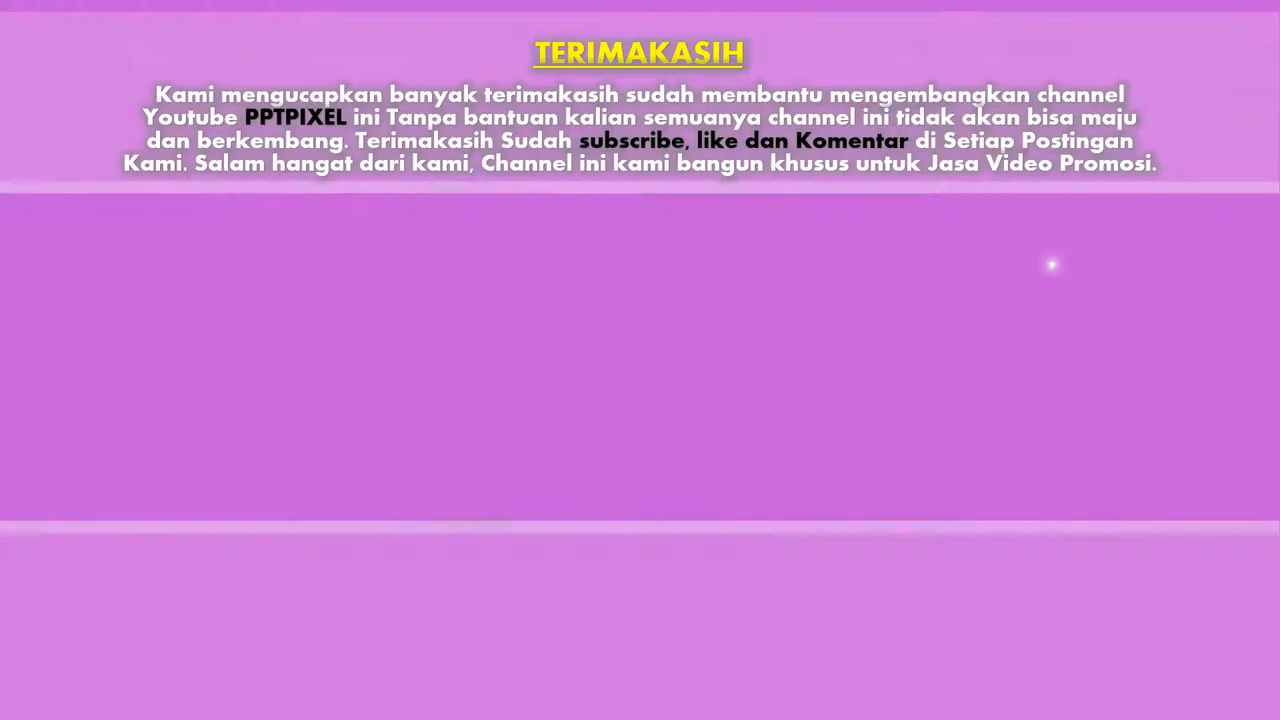 TERIMAKASIH
Kami mengucapkan banyak terimakasih sudah membantu mengembangkan channel
Youtube PPTPIXEL ini Tanpa bantuan kalian semuanya channel ini tidak akan bisa maju
dan berkembang. Terimakasih Sudah subscribe, like dan Komentar di Setiap Postingan
Kami. Salam hangat dari kami, Channel ini kami bangun khusus untuk Jasa Video Promosi.